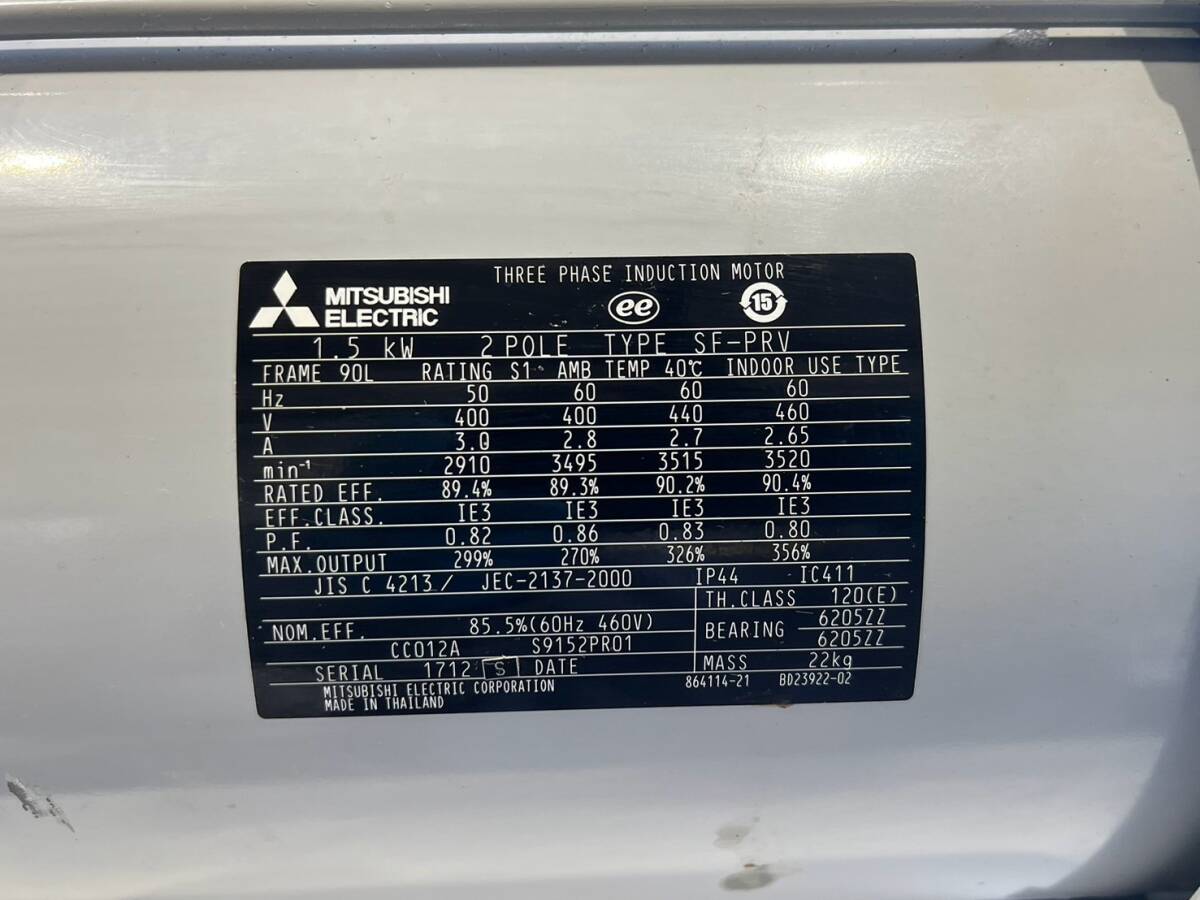 THREE PHASE INDUCTION MOTOR
MITSUBISHI
ELECTRIC
ee
15
1.5 kW 2 POLE TYPE SF-PRV
FRAME 90L RATING S1 AMB TEMP 40℃ INDOOR USE TYPE
Hz 50 60 60 60
V 400 400 440 460
A 3.0 2.8 2.7 2.65
min⁻¹ 2910 3495 3515 3520
RATED EFF. 89.4% 89.3% 90.2% 90.4%
EFF.CLASS. IE3 IE3 IE3 IE3
P.F. 0.82 0.86 0.83 0.80
MAX.OUTPUT 299% 270% 326% 356%
JIS C 4213/ JEC-2137-2000 IP44 IC411
TH.CLASS 120(E)
NOM.EFF. 85.5%(60Hz 460V)
BEARING 6205ZZ
6205ZZ
CC012A S9152PR01
SERIAL 1712 S DATE
MASS 22kg
MITSUBISHI ELECTRIC CORPORATION 864114-21 BD23922-02
MADE IN THAILAND